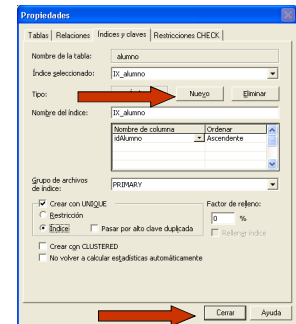 Propiedades
Tablas Relaciones Índices y claves Restricciones CHECK
Nombre de la tabla: alumno
Índice seleccionado: IX_alumno
Tipo: Nuevo Eliminar
Nombre del índice: IX_alumno
Nombre de columna Ordenar
idAlumno Ascendente
Grupo de archivos
de índice: PRIMARY
Crear con UNIQUE Factor de relleno:
Restricción 0 %
Índice Pasar por alto clave duplicada Rellenar índice
Crear con CLUSTERED
No volver a calcular estadísticas automáticamente
Cerrar Ayuda